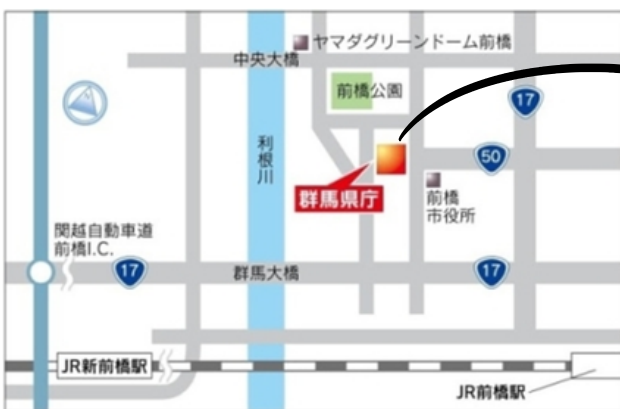 ヤマダグリーンドーム前橋
中央大橋
前橋公園
17
利根川
50
群馬県庁
前橋
市役所
関越自動車道
前橋I.C.
17
群馬大橋
17
JR新前橋駅
JR前橋駅